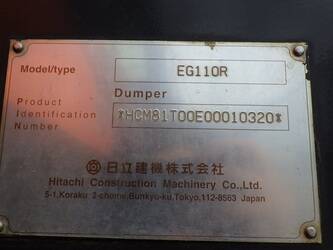 Model/type EG110R
Dumper
Product
Identification
Number *HCM81T00E00010320*
日立建機株式会社
Hitachi Construction Machinery Co.,Ltd.
5-1,Koraku 2-chome,Bunkyo-ku,Tokyo,112-8563 Japan